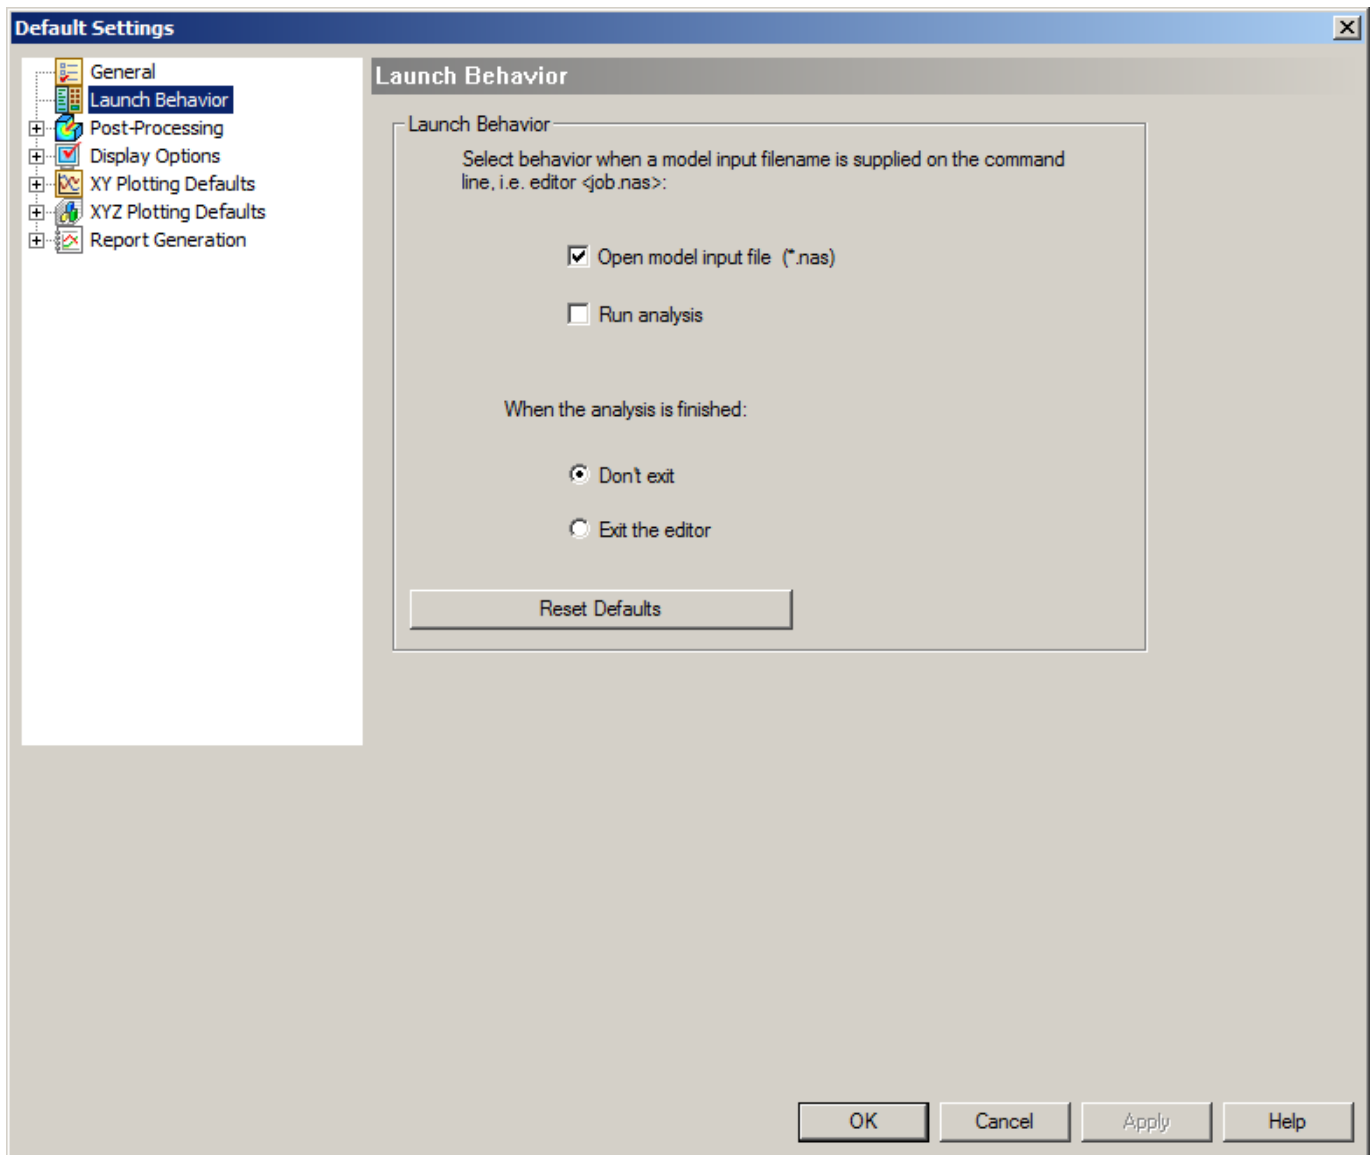 Default Settings
General
Launch Behavior
Post-Processing
Display Options
XY Plotting Defaults
XYZ Plotting Defaults
Report Generation
Launch Behavior
Launch Behavior
Select behavior when a model input filename is supplied on the command
line, i.e. editor <job.nas>:
Open model input file (*.nas)
Run analysis
When the analysis is finished:
Don't exit
Exit the editor
Reset Defaults
OK
Cancel
Apply
Help